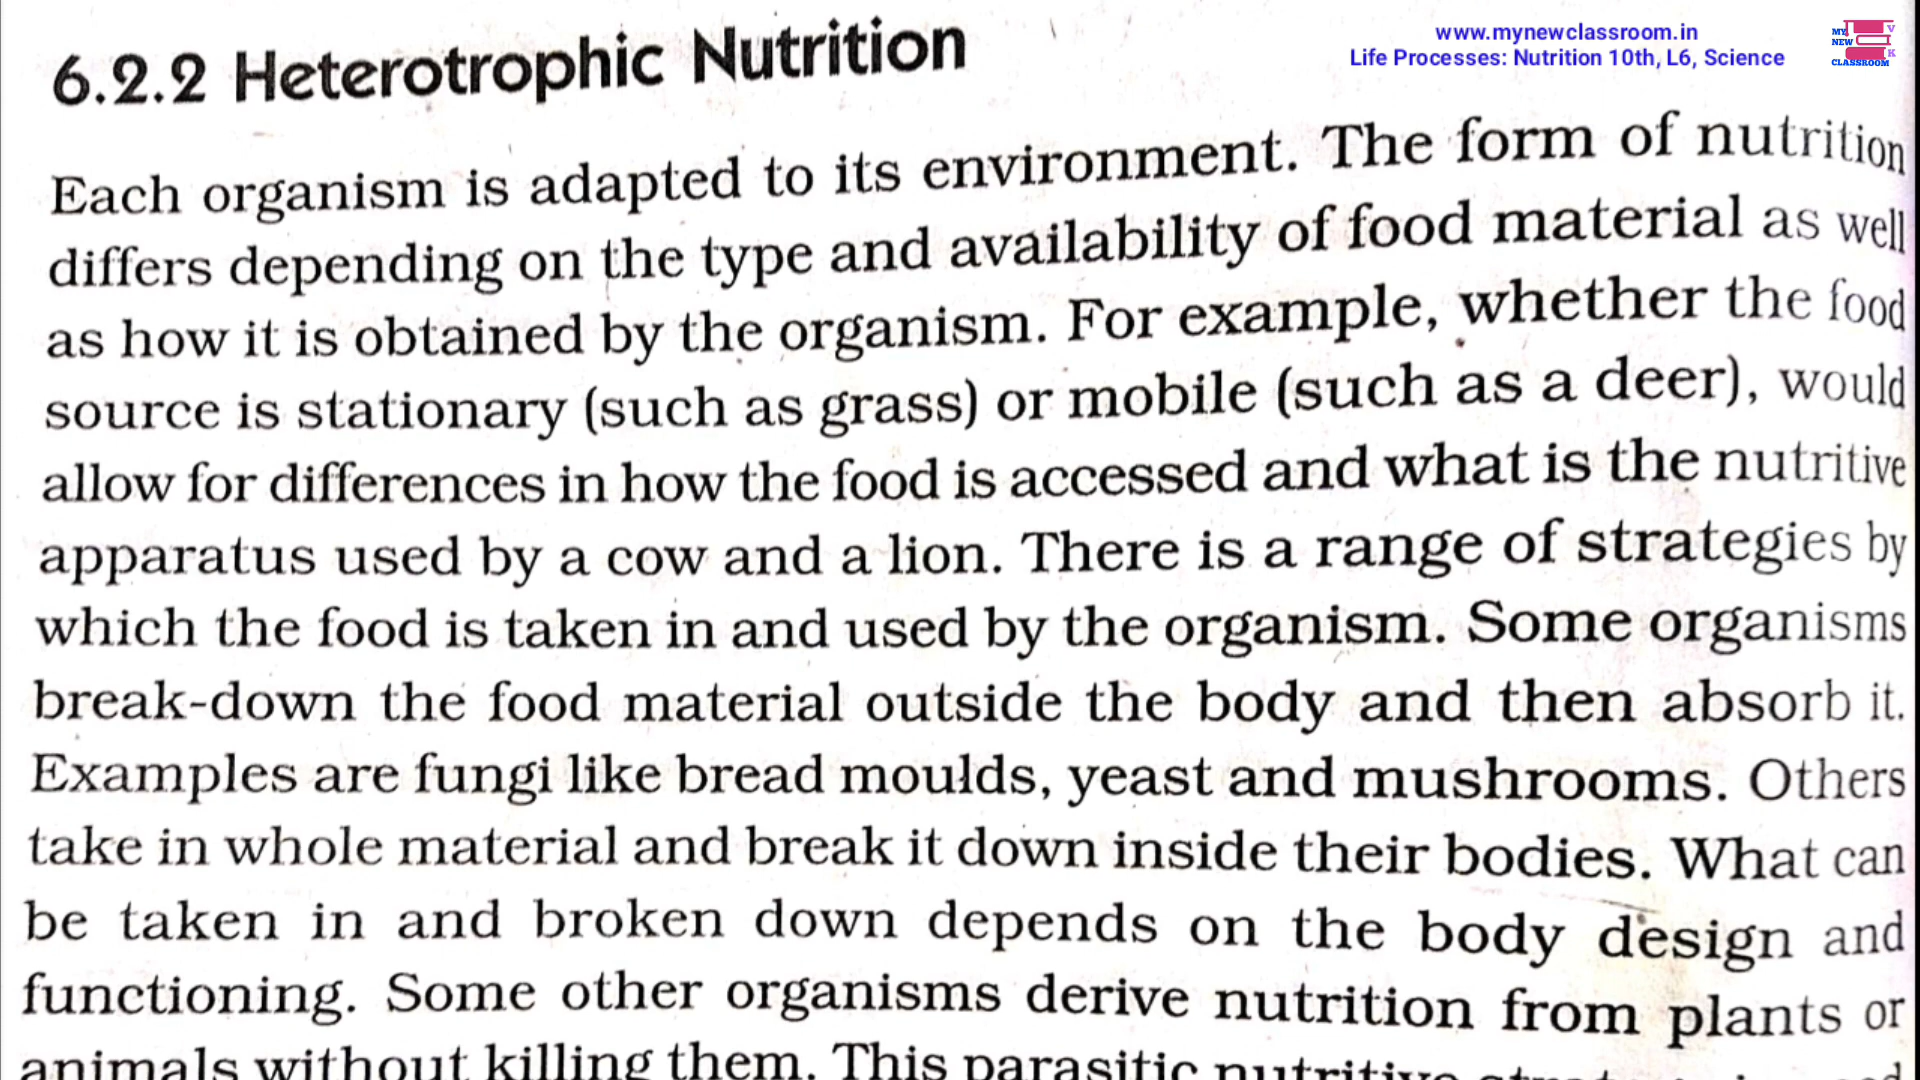 6.2.2 Heterotrophic Nutrition
www.mynewclassroom.in
Life Processes: Nutrition 10th, L6, Science
MY
NEW
CLASSROOM
V
K
Each organism is adapted to its environment. The form of nutrition
differs depending on the type and availability of food material as well
as how it is obtained by the organism. For example, whether the food
source is stationary (such as grass) or mobile (such as a deer), would
allow for differences in how the food is accessed and what is the nutritive
apparatus used by a cow and a lion. There is a range of strategies by
which the food is taken in and used by the organism. Some organisms
break-down the food material outside the body and then absorb it.
Examples are fungi like bread moulds, yeast and mushrooms. Others
take in whole material and break it down inside their bodies. What can
be taken in and broken down depends on the body design and
functioning. Some other organisms derive nutrition from plants or
animals without killing them. This parasitic nutritive